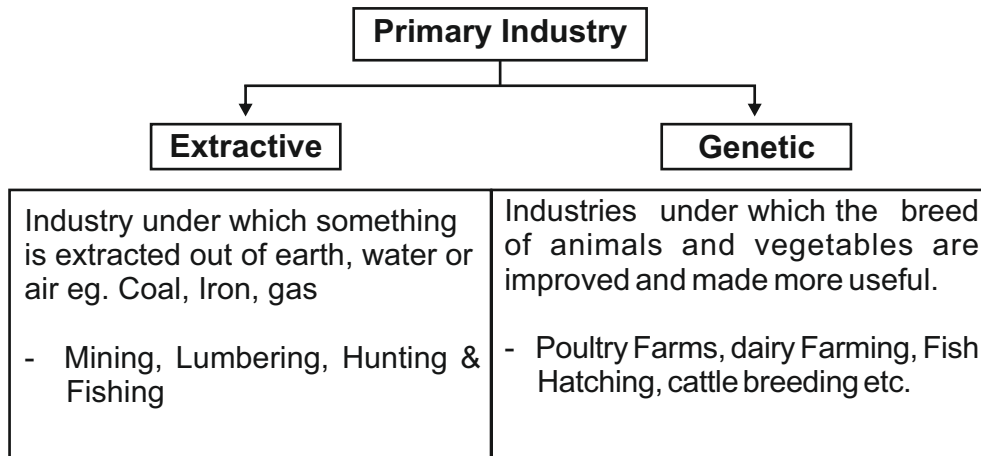 Primary Industry
Extractive
Genetic
Industry under which something
is extracted out of earth, water or
air eg. Coal, Iron, gas
- Mining, Lumbering, Hunting &
Fishing
Industries under which the breed
of animals and vegetables are
improved and made more useful.
- Poultry Farms, dairy Farming, Fish
Hatching, cattle breeding etc.